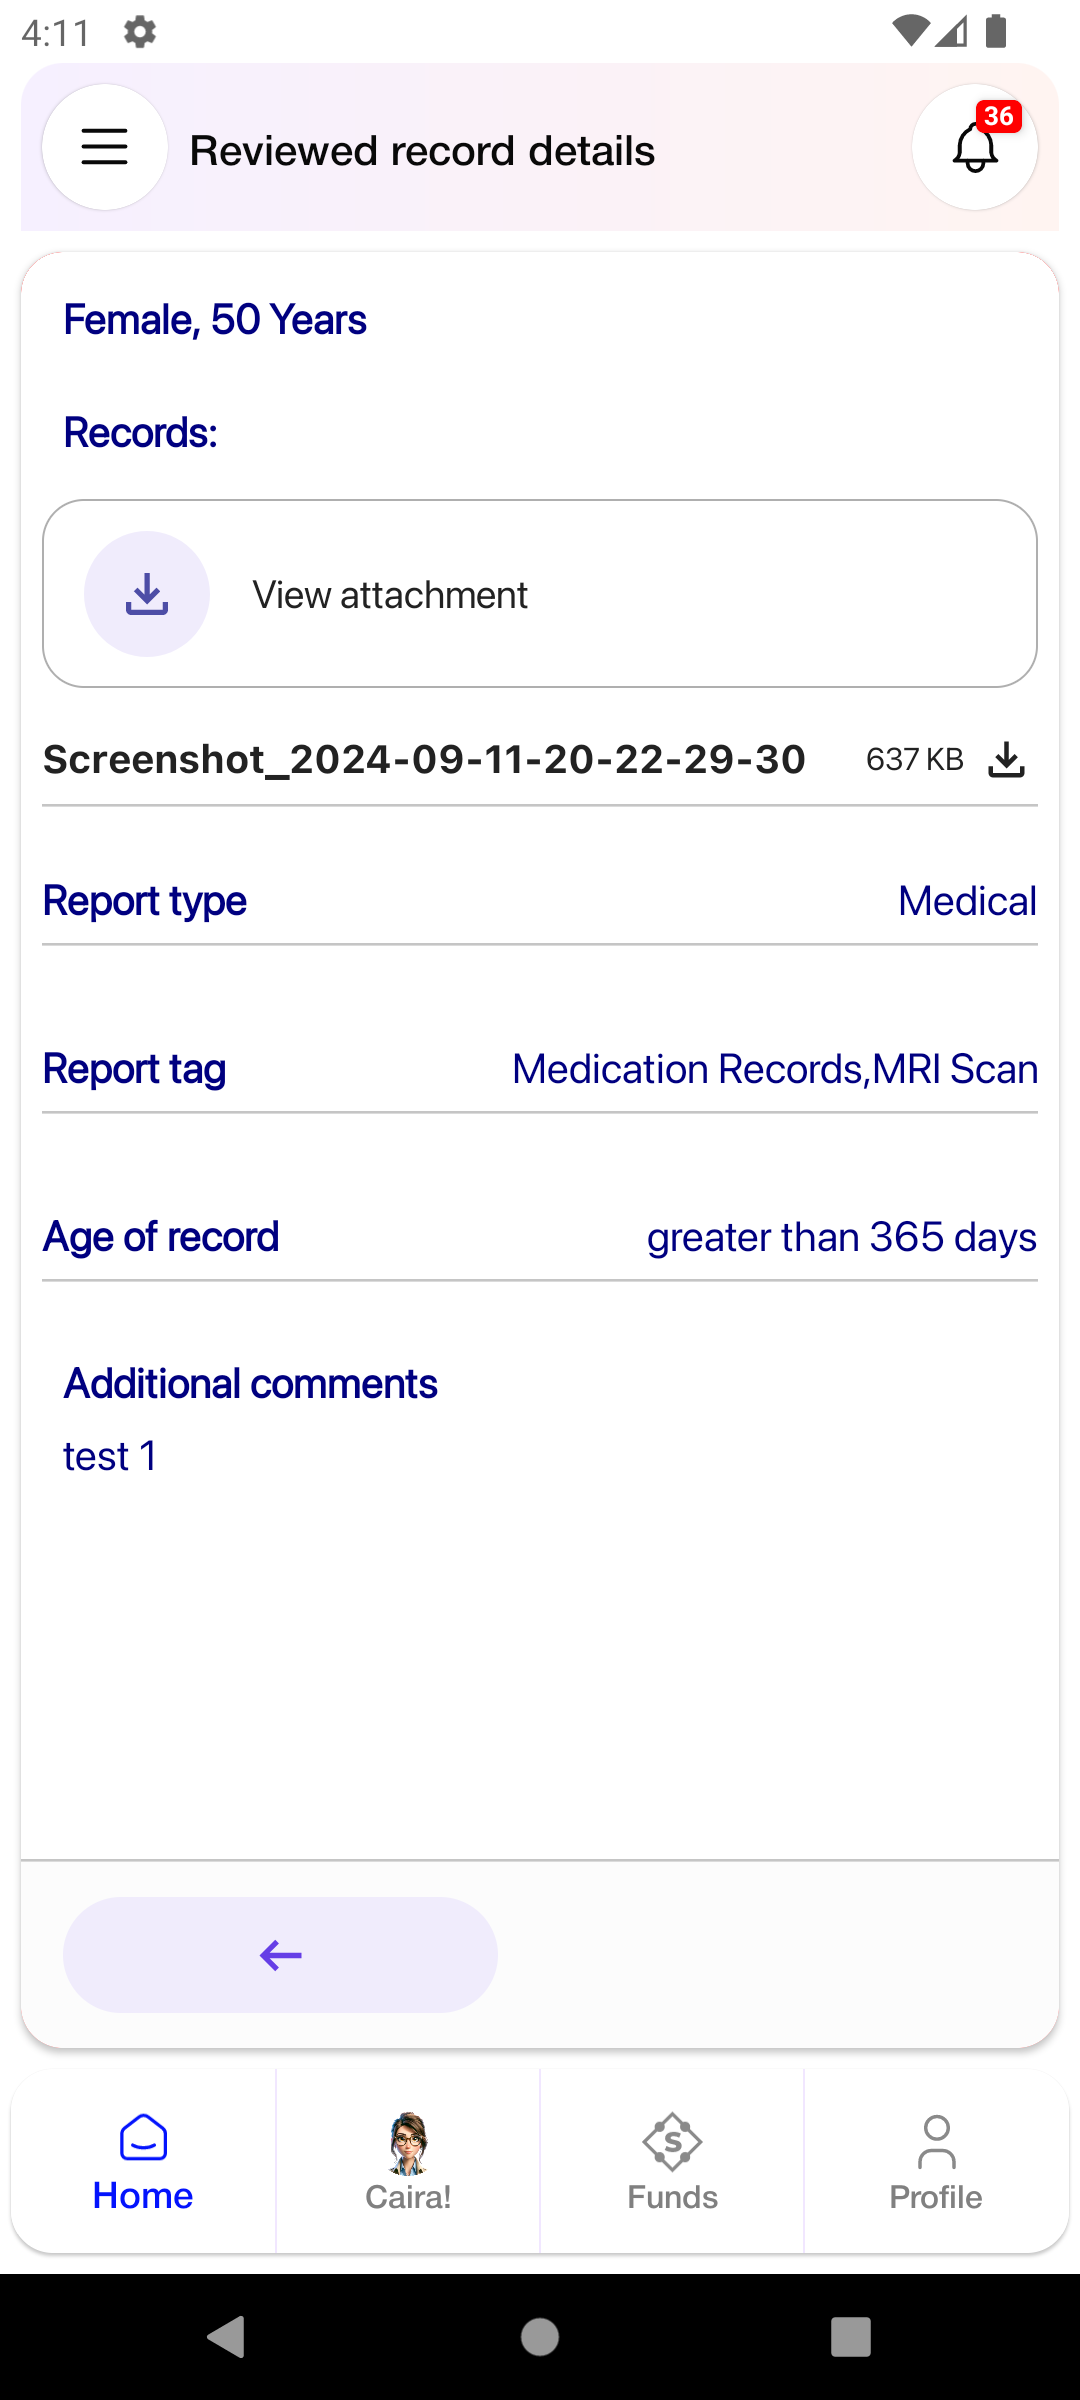 4:11
36
Reviewed record details
Female, 50 Years
Records:
View attachment
Screenshot_2024-09-11-20-22-29-30 637 KB
Report type Medical
Report tag Medication Records,MRI Scan
Age of record greater than 365 days
Additional comments
test 1
Home Caira! Funds Profile